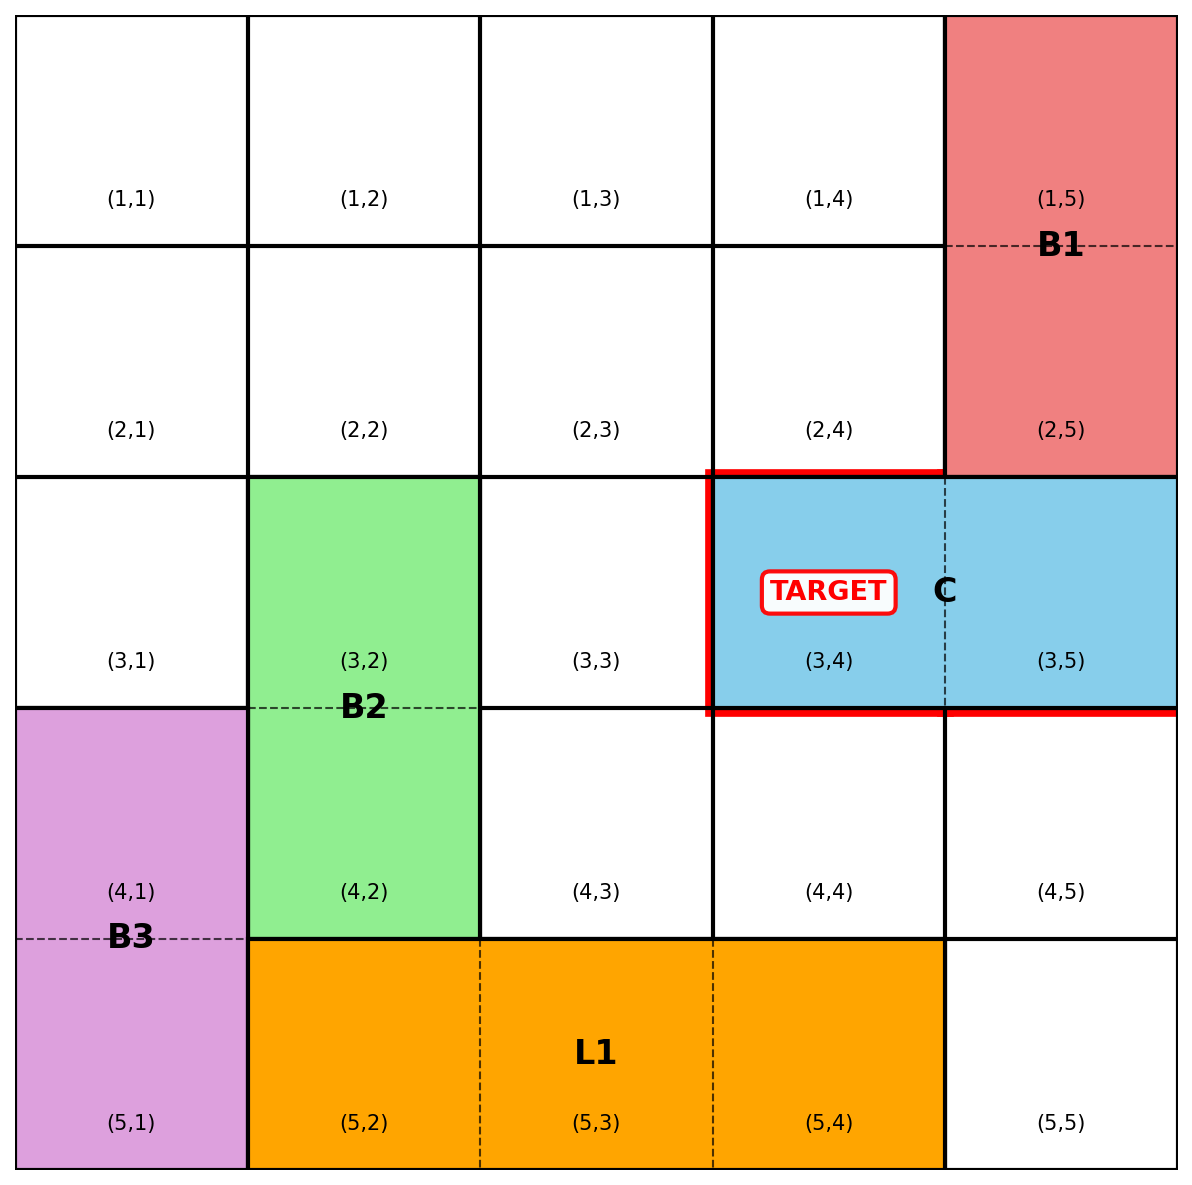 (1,1) (1,2) (1,3) (1,4) (1,5)
B1
(2,1) (2,2) (2,3) (2,4) (2,5)
TARGET C
(3,1) (3,2) (3,3) (3,4) (3,5)
B2
(4,1) (4,2) (4,3) (4,4) (4,5)
B3
L1
(5,1) (5,2) (5,3) (5,4) (5,5)